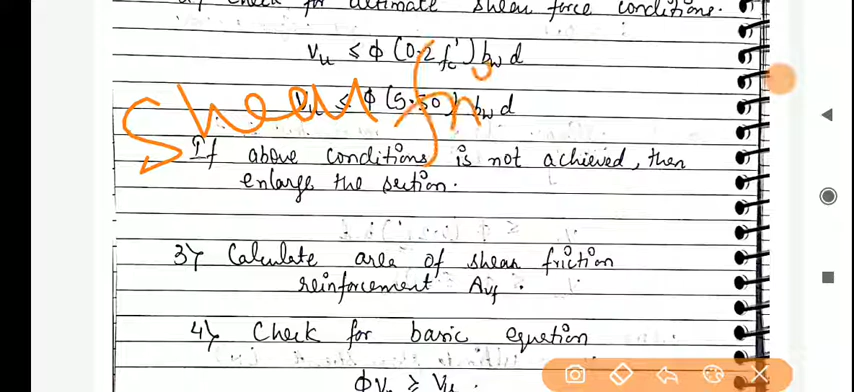 Check for ultimate shear force conditions.
Vu ≤ φ (0.2 fc') bw d
Vu ≤ φ (5.50) bw d
Shear
If above conditions is not achieved, then
enlarge the section.
3) Calculate area of shear friction
reinforcement Avf.
4) Check for basic equation
φVn ≥ Vu.